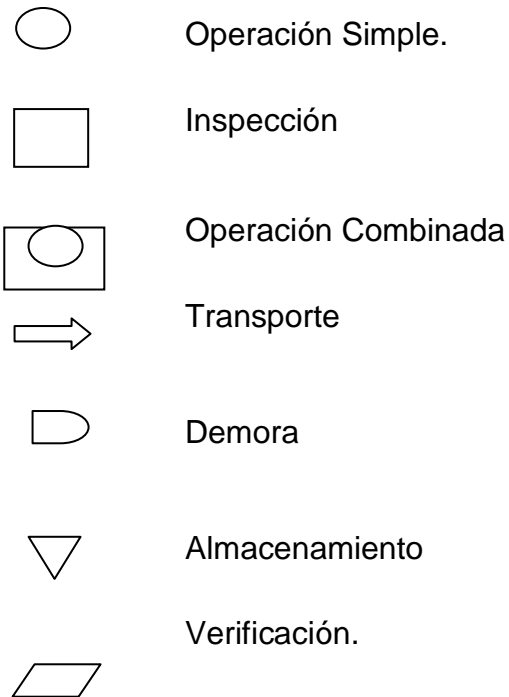 Operación Simple.
Inspección
Operación Combinada
Transporte
Demora
Almacenamiento
Verificación.